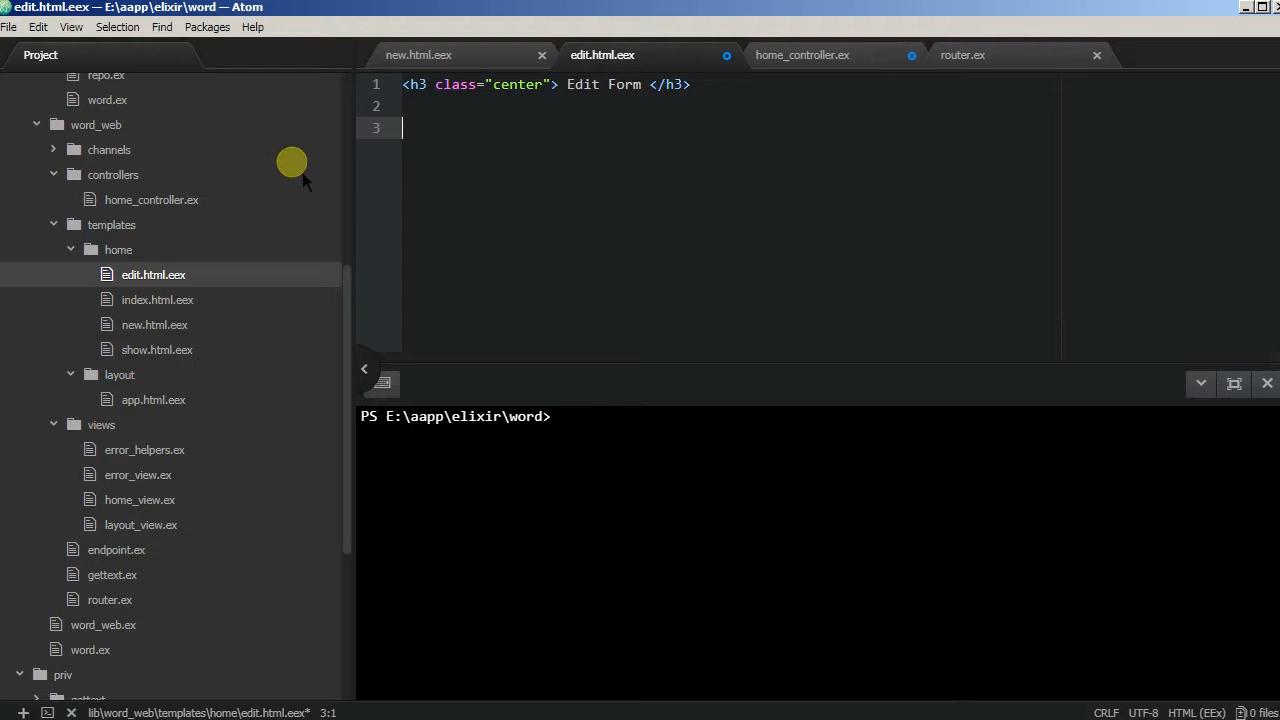 edit.html.eex — E:\aapp\elixir\word — Atom
File Edit View Selection Find Packages Help
Project
new.html.eex
edit.html.eex
home_controller.ex
router.ex
repo.ex
word.ex
word_web
channels
controllers
home_controller.ex
templates
home
edit.html.eex
index.html.eex
new.html.eex
show.html.eex
layout
app.html.eex
views
error_helpers.ex
error_view.ex
home_view.ex
layout_view.ex
endpoint.ex
gettext.ex
router.ex
word_web.ex
word.ex
priv
gettext
1 <h3 class="center"> Edit Form </h3>
2
3
PS E:\aapp\elixir\word>
lib\word_web\templates\home\edit.html.eex* 3:1
CRLF UTF-8 HTML (EEx) 10 files